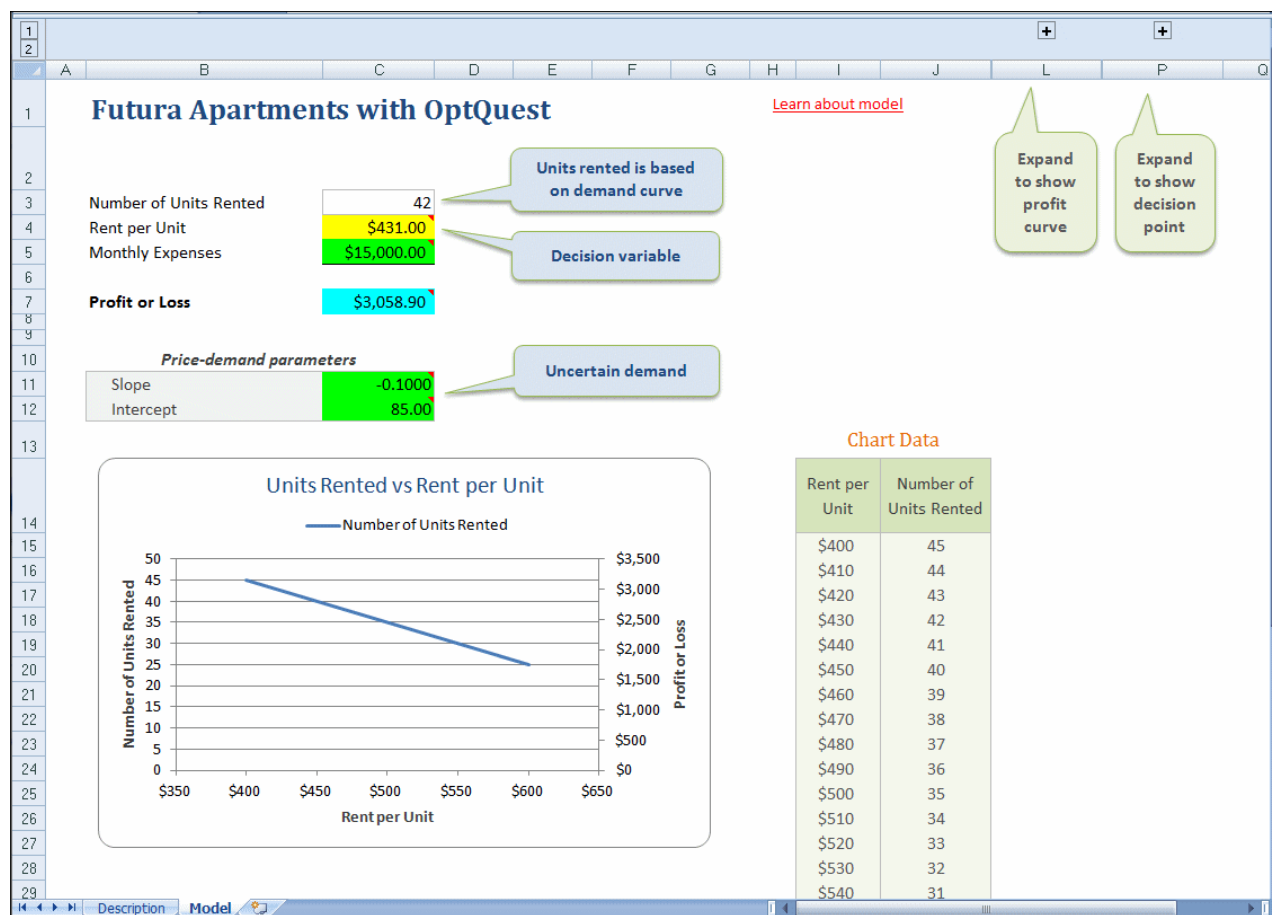 1
2
A B C D E F G H I J L P Q
1 Futura Apartments with OptQuest Learn about model
Units rented is based
on demand curve
Expand
to show
profit
curve
Expand
to show
decision
point
2
3 Number of Units Rented 42
4 Rent per Unit $431.00
5 Monthly Expenses $15,000.00
Decision variable
6
7 Profit or Loss $3,058.90
8
9
10 Price-demand parameters
11 Slope -0.1000
12 Intercept 85.00
Uncertain demand
13 Chart Data
Units Rented vs Rent per Unit
Number of Units Rented
50
45
40
35
30
25
20
15
10
5
0
Number of Units Rented
$3,500
$3,000
$2,500
$2,000
$1,500
$1,000
$500
$0
Profit or Loss
$350 $400 $450 $500 $550 $600 $650
Rent per Unit
Rent per Number of
Unit Units Rented
14
15 $400 45
16 $410 44
17 $420 43
18 $430 42
19 $440 41
20 $450 40
21 $460 39
22 $470 38
23 $480 37
24 $490 36
25 $500 35
26 $510 34
27 $520 33
28 $530 32
29 $540 31
Description Model